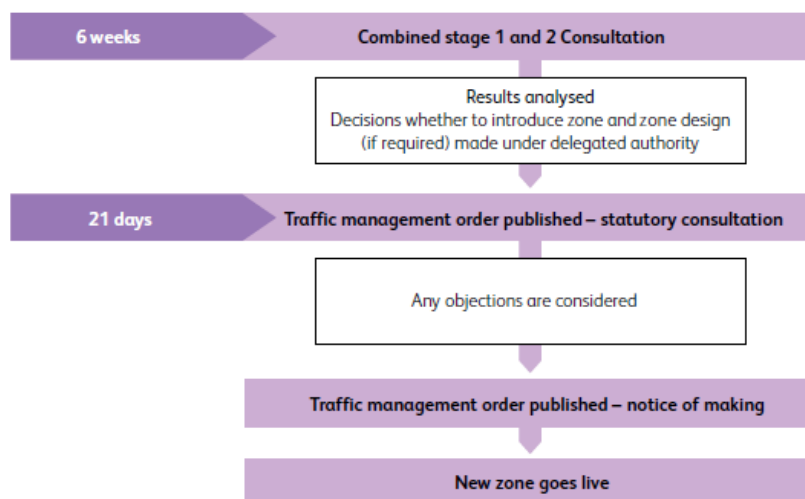 6 weeks
Combined stage 1 and 2 Consultation
Results analysed
Decisions whether to introduce zone and zone design
(if required) made under delegated authority
21 days
Traffic management order published – statutory consultation
Any objections are considered
Traffic management order published – notice of making
New zone goes live